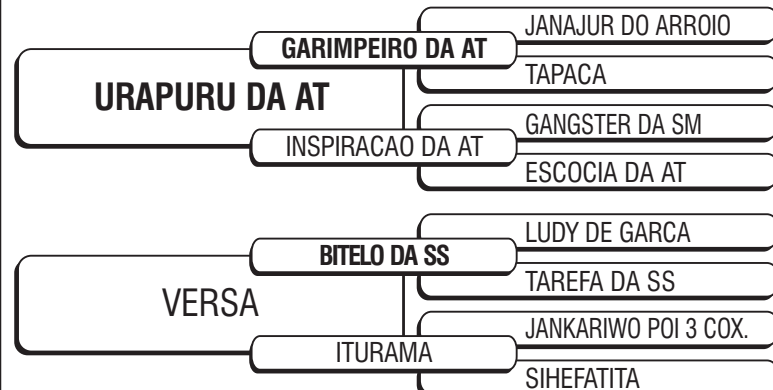 JANAJUR DO ARROIO
GARIMPEIRO DA AT
TAPACA
URAPURU DA AT
GANGSTER DA SM
INSPIRACAO DA AT
ESCOCIA DA AT
LUDY DE GARCA
BITELO DA SS
TAREFA DA SS
VERSA
JANKARIWO POI 3 COX.
ITURAMA
SIHEFATITA